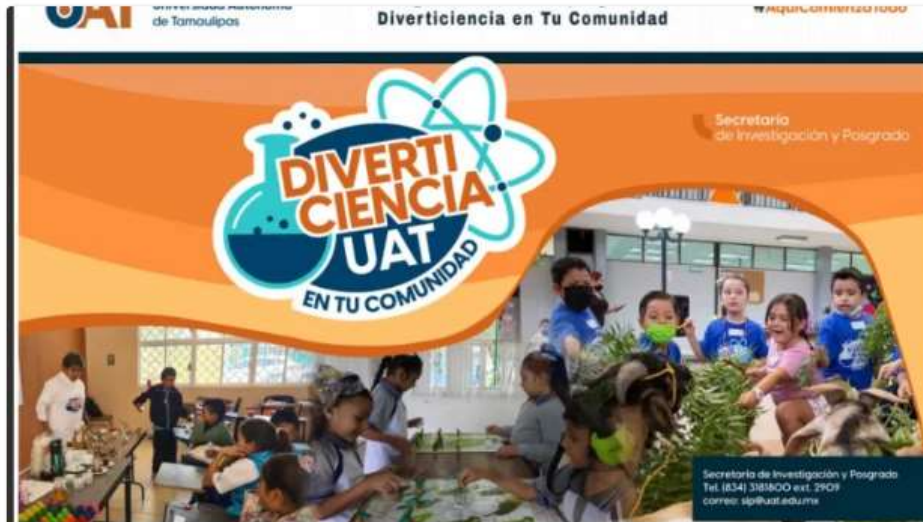 UAT
Universidad Autónoma
de Tamaulipas
Diverticiencia en Tu Comunidad
#AquíComienzaTodo
Secretaría
de Investigación y Posgrado
DIVERTI
CIENCIA
UAT
EN TU COMUNIDAD
Secretaría de Investigación y Posgrado
Tel. (834) 3181800 ext. 2909
correo: sip@uat.edu.mx